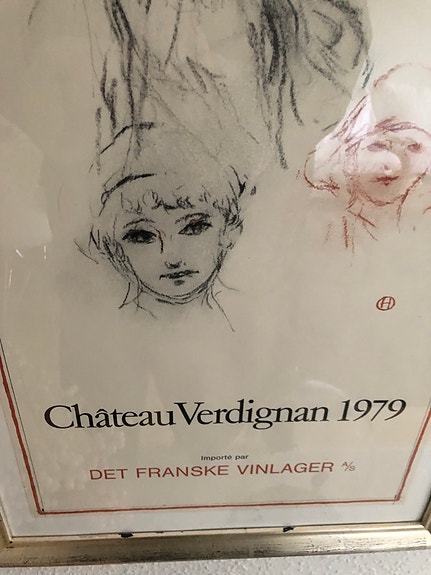 Château Verdignan 1979
Importé par
DET FRANSKE VINLAGER A/S